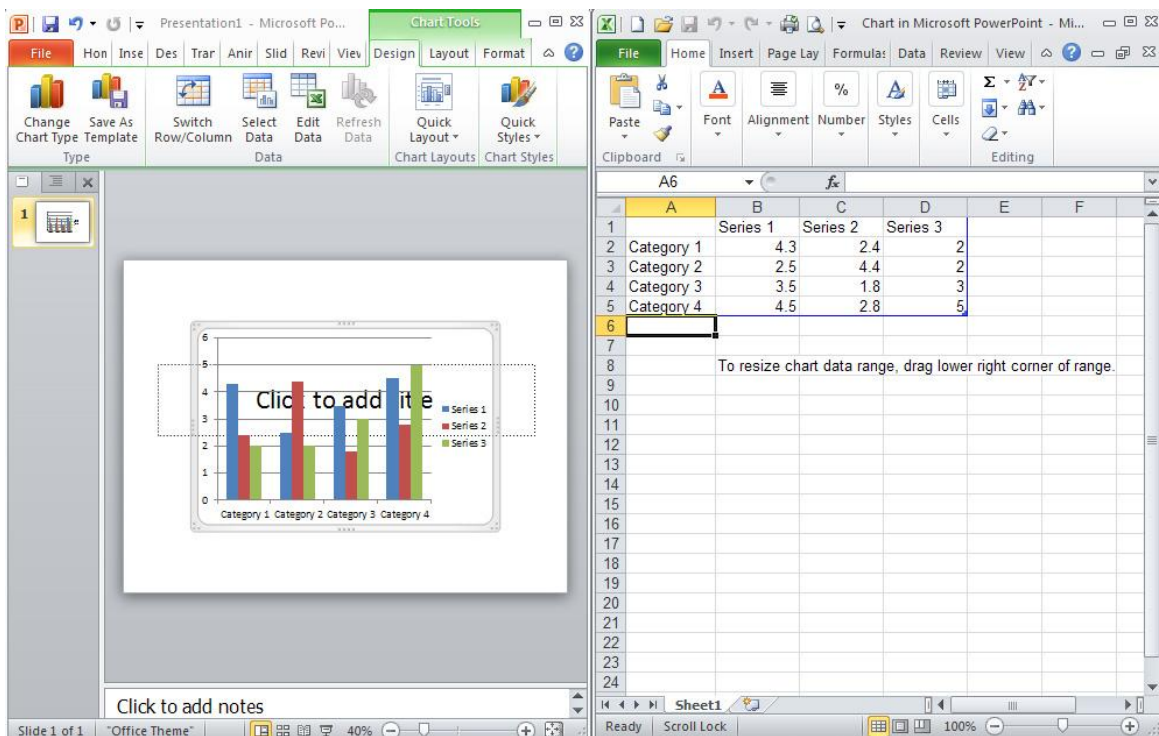 Presentation1 - Microsoft Po...
Chart Tools
File Hon Inse Des Trar Anir Slid Revi Viev Design Layout Format
Change Chart Type
Save As Template
Switch Row/Column
Select Data
Edit Data
Refresh Data
Quick Layout
Quick Styles
Type
Data
Chart Layouts
Chart Styles
1
6
5
4
3
2
1
0
Click to add title
Series 1
Series 2
Series 3
Category 1 Category 2 Category 3 Category 4
Click to add notes
Slide 1 of 1 "Office Theme" 40%
Chart in Microsoft PowerPoint - Mi...
File Home Insert Page Lay Formulas Data Review View
Paste
Font
Alignment
Number
Styles
Cells
Clipboard
Editing
A6 fx
A B C D E F
1 Series 1 Series 2 Series 3
2 Category 1 4.3 2.4 2
3 Category 2 2.5 4.4 2
4 Category 3 3.5 1.8 3
5 Category 4 4.5 2.8 5
6
7
8 To resize chart data range, drag lower right corner of range.
9
10
11
12
13
14
15
16
17
18
19
20
21
22
23
24
Sheet1
Ready Scroll Lock 100%